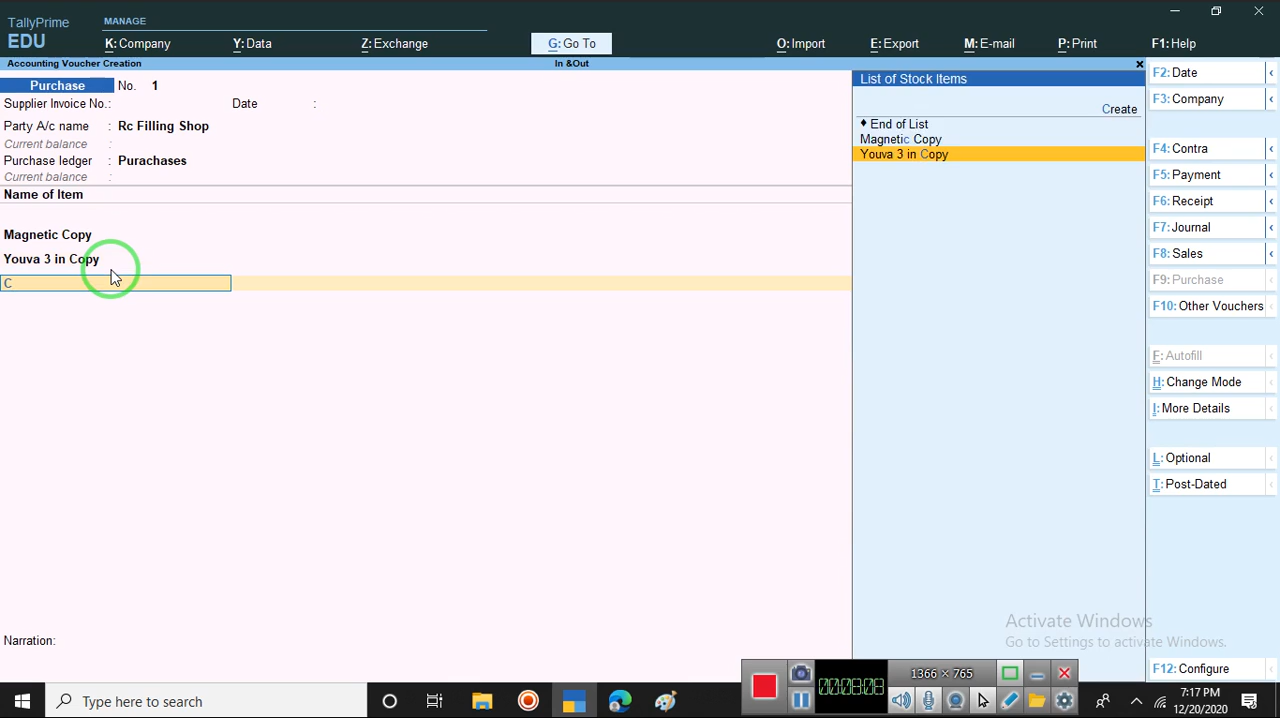 TallyPrime
EDU
MANAGE
K: Company
Y: Data
Z: Exchange
G: Go To
O: Import
E: Export
M: E-mail
P: Print
F1: Help
Accounting Voucher Creation
In &Out
Purchase
No. 1
Supplier Invoice No.:
Date :
Party A/c name : Rc Filling Shop
Current balance :
Purchase ledger : Purachases
Current balance :
Name of Item
Magnetic Copy
Youva 3 in Copy
C
Narration:
List of Stock Items
Create
♦ End of List
Magnetic Copy
Youva 3 in Copy
F2: Date
F3: Company
F4: Contra
F5: Payment
F6: Receipt
F7: Journal
F8: Sales
F9: Purchase
F10: Other Vouchers
F: Autofill
H: Change Mode
I: More Details
L: Optional
T: Post-Dated
F12: Configure
Activate Windows
Go to Settings to activate Windows.
1366 × 765
00:03:08
Type here to search
7:17 PM
12/20/2020